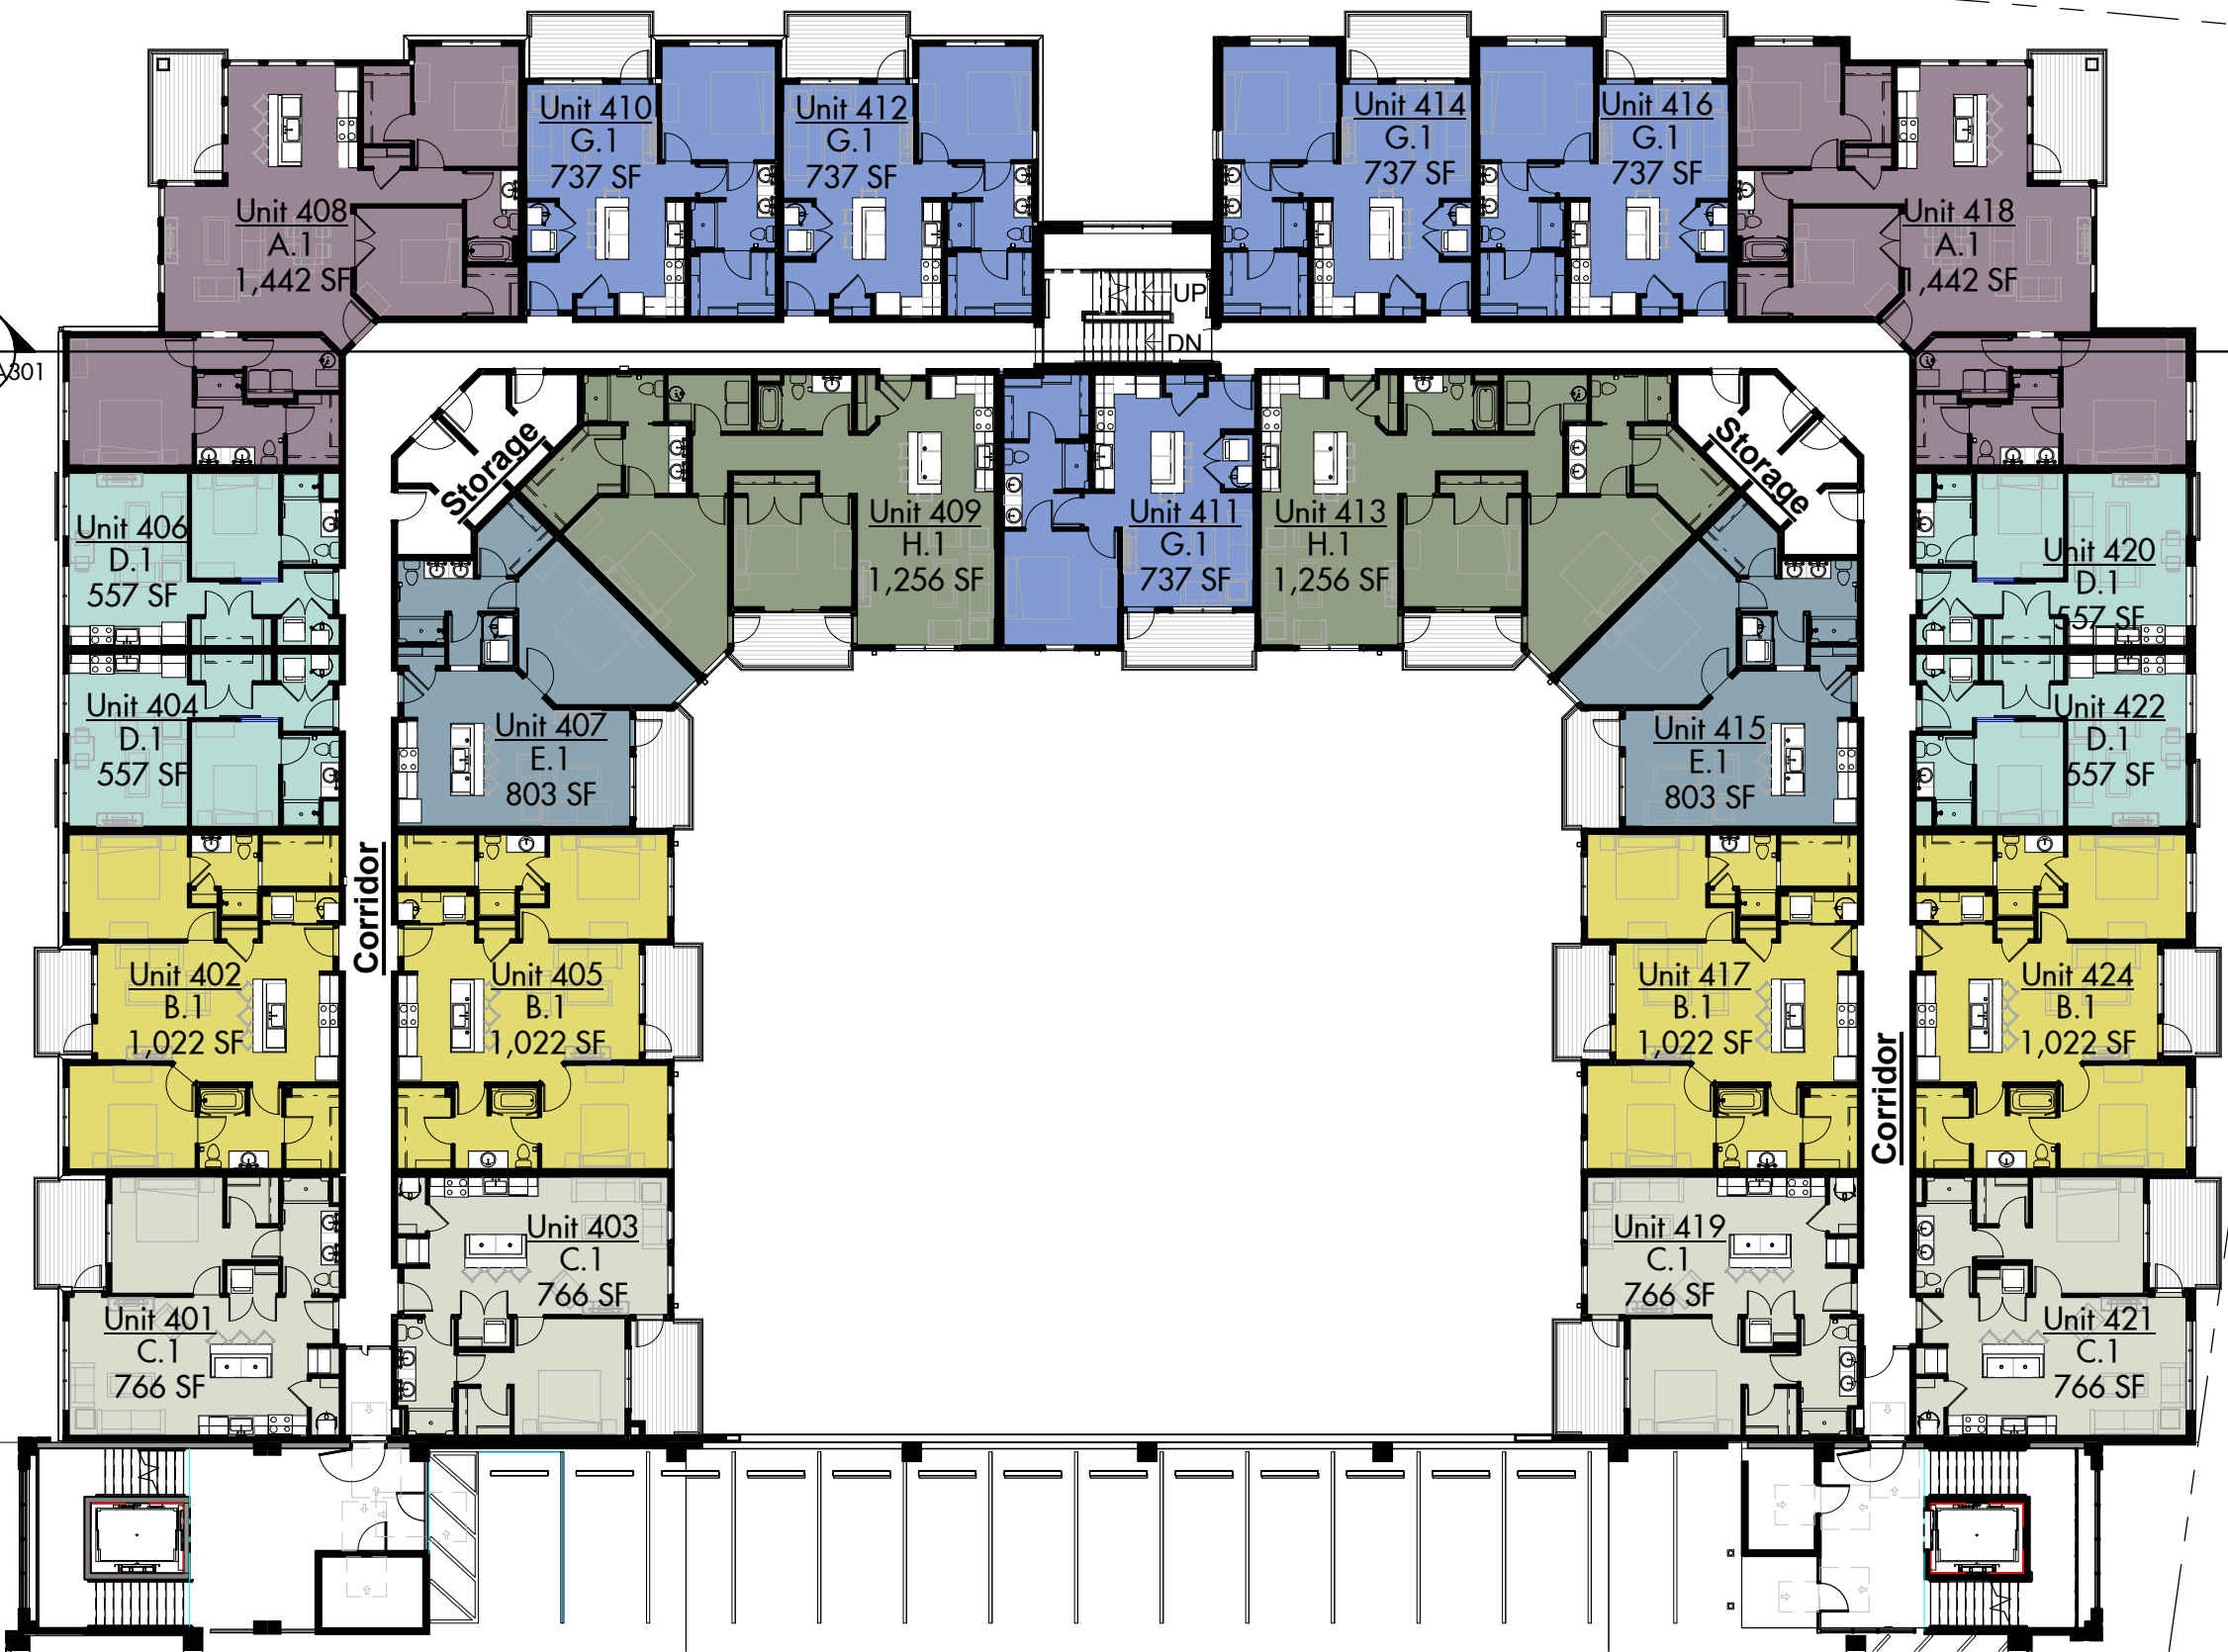 Unit 410
G.1
737 SF
Unit 412
G.1
737 SF
Unit 414
G.1
737 SF
Unit 416
G.1
737 SF
Unit 408
A.1
1,442 SF
Unit 418
A.1
1,442 SF
UP
DN
A301
Storage
Storage
Unit 409
H.1
1,256 SF
Unit 411
G.1
737 SF
Unit 413
H.1
1,256 SF
Unit 406
D.1
557 SF
Unit 420
D.1
557 SF
Unit 404
D.1
557 SF
Unit 407
E.1
803 SF
Unit 415
E.1
803 SF
Unit 422
D.1
557 SF
Corridor
Unit 402
B.1
1,022 SF
Unit 405
B.1
1,022 SF
Unit 417
B.1
1,022 SF
Unit 424
B.1
1,022 SF
Corridor
Unit 403
C.1
766 SF
Unit 419
C.1
766 SF
Unit 401
C.1
766 SF
Unit 421
C.1
766 SF